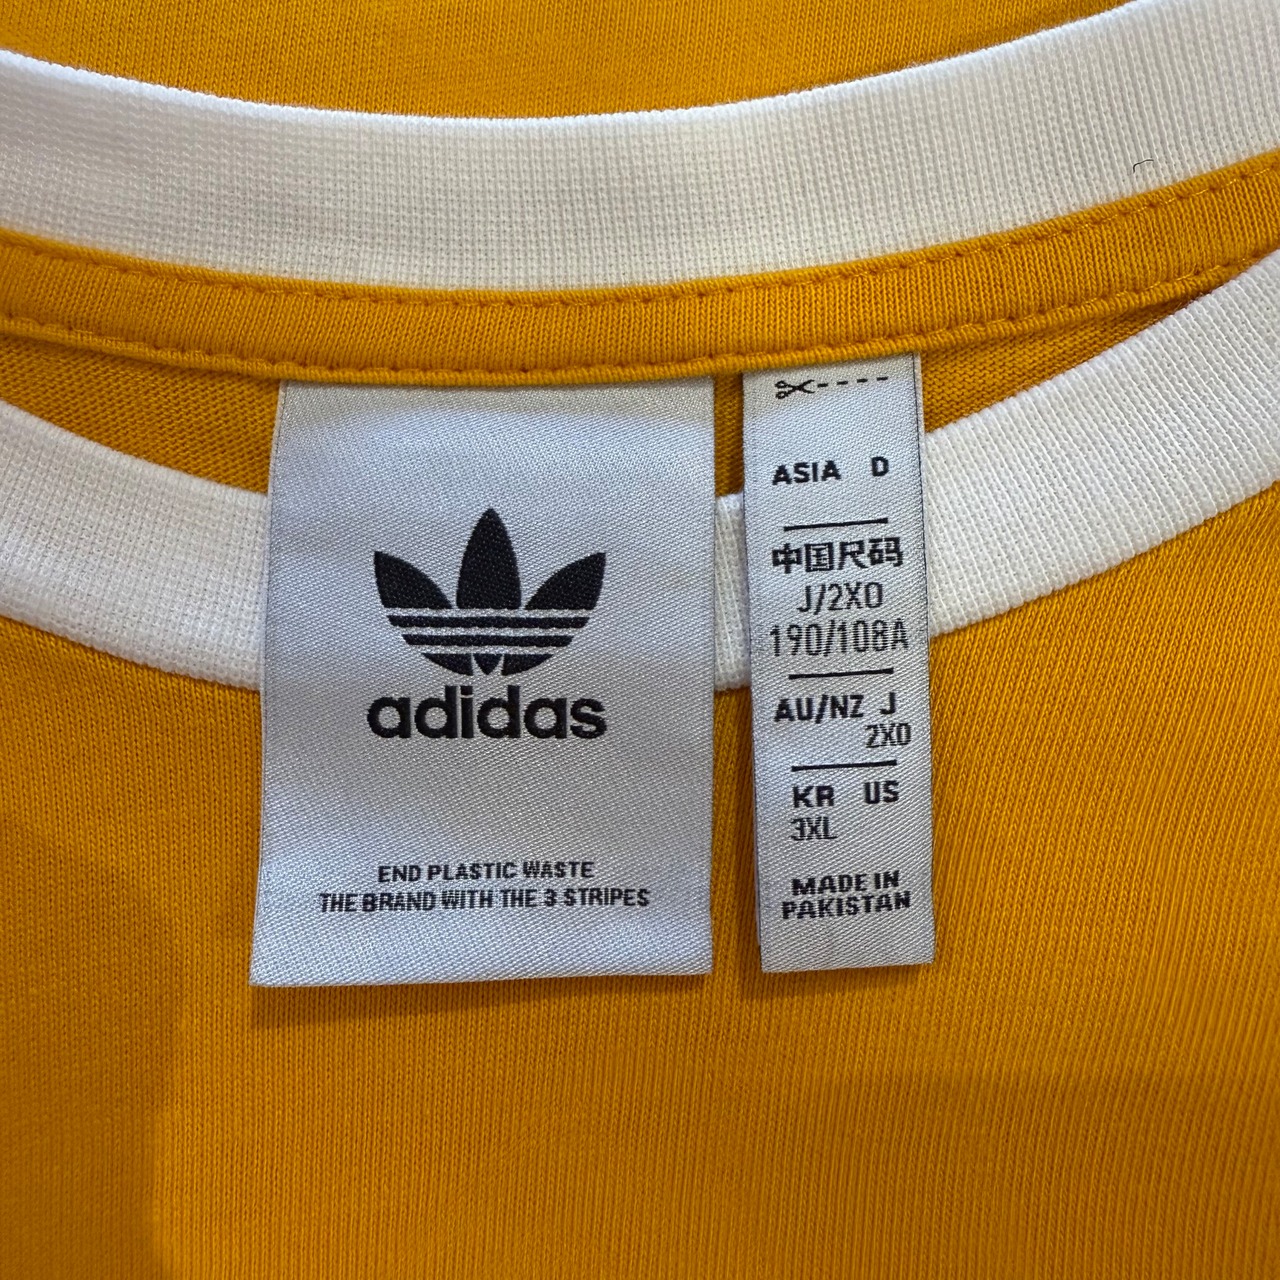 adidas
END PLASTIC WASTE
THE BRAND WITH THE 3 STRIPES
ASIA D
中国尺码
J/2XO
190/108A
AU/NZ J
2XO
KR US
3XL
MADE IN
PAKISTAN